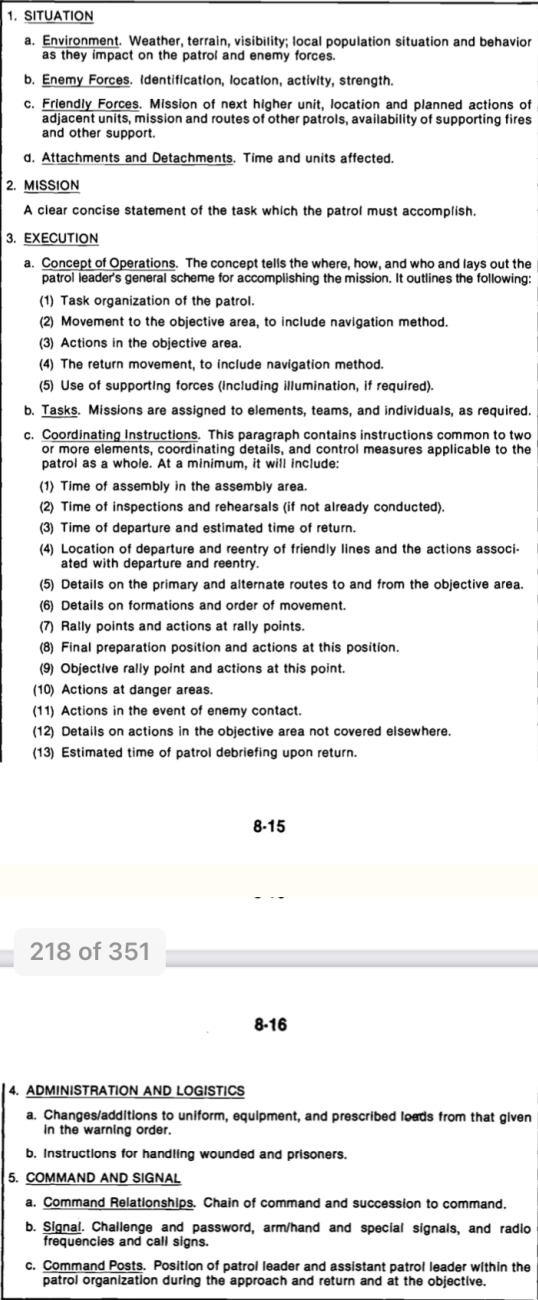 1. SITUATION
a. Environment. Weather, terrain, visibility; local population situation and behavior
as they impact on the patrol and enemy forces.
b. Enemy Forces. Identification, location, activity, strength.
c. Friendly Forces. Mission of next higher unit, location and planned actions of
adjacent units, mission and routes of other patrols, availability of supporting fires
and other support.
d. Attachments and Detachments. Time and units affected.
2. MISSION
A clear concise statement of the task which the patrol must accomplish.
3. EXECUTION
a. Concept of Operations. The concept tells the where, how, and who and lays out the
patrol leader's general scheme for accomplishing the mission. It outlines the following:
(1) Task organization of the patrol.
(2) Movement to the objective area, to include navigation method.
(3) Actions in the objective area.
(4) The return movement, to include navigation method.
(5) Use of supporting forces (including illumination, if required).
b. Tasks. Missions are assigned to elements, teams, and individuals, as required.
c. Coordinating Instructions. This paragraph contains instructions common to two
or more elements, coordinating details, and control measures applicable to the
patrol as a whole. At a minimum, it will include:
(1) Time of assembly in the assembly area.
(2) Time of inspections and rehearsals (if not already conducted).
(3) Time of departure and estimated time of return.
(4) Location of departure and reentry of friendly lines and the actions associ-
ated with departure and reentry.
(5) Details on the primary and alternate routes to and from the objective area.
(6) Details on formations and order of movement.
(7) Rally points and actions at rally points.
(8) Final preparation position and actions at this position.
(9) Objective rally point and actions at this point.
(10) Actions at danger areas.
(11) Actions in the event of enemy contact.
(12) Details on actions in the objective area not covered elsewhere.
(13) Estimated time of patrol debriefing upon return.
8-15
218 of 351
8-16
4. ADMINISTRATION AND LOGISTICS
a. Changes/additions to uniform, equipment, and prescribed loads from that given
in the warning order.
b. Instructions for handling wounded and prisoners.
5. COMMAND AND SIGNAL
a. Command Relationships. Chain of command and succession to command.
b. Signal. Challenge and password, arm/hand and special signals, and radio
frequencies and call signs.
c. Command Posts. Position of patrol leader and assistant patrol leader within the
patrol organization during the approach and return and at the objective.